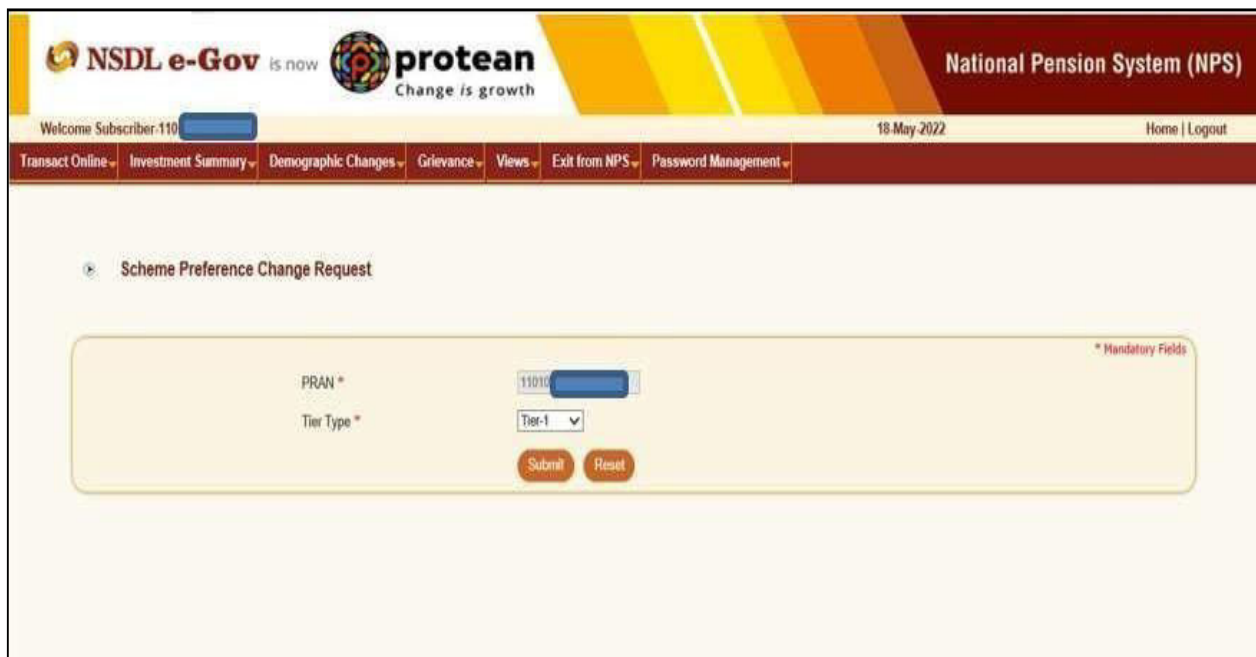 NSDL e-Gov is now protean
Change is growth
National Pension System (NPS)
Welcome Subscriber-110
18-May-2022
Home | Logout
Transact Online Investment Summary Demographic Changes Grievance Views Exit from NPS Password Management
Scheme Preference Change Request
* Mandatory Fields
PRAN * 11010
Tier Type * Tier-1
Submit Reset